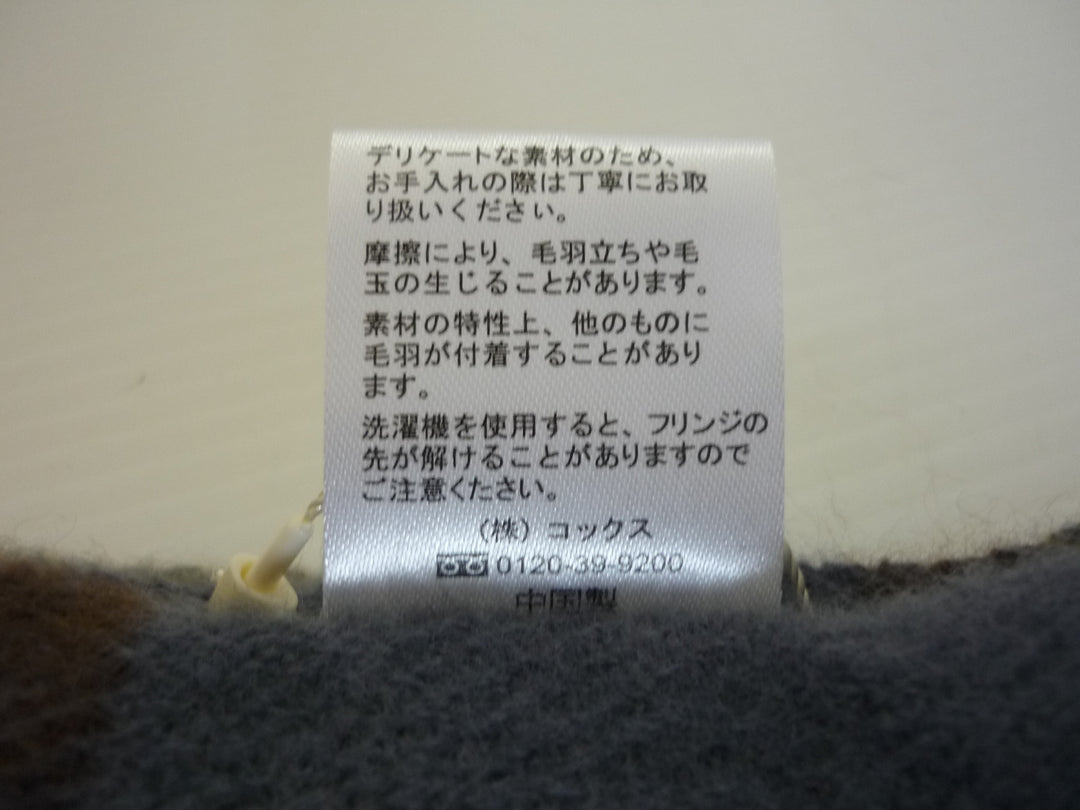 デリケートな素材のため、
お手入れの際は丁寧にお取
り扱いください。
摩擦により、毛羽立ちや毛
玉の生じることがあります。
素材の特性上、他のものに
毛羽が付着することがあり
ます。
洗濯機を使用すると、フリンジの
先が解けることがありますので
ご注意ください。
(株)コックス
0120-39-9200
中国製